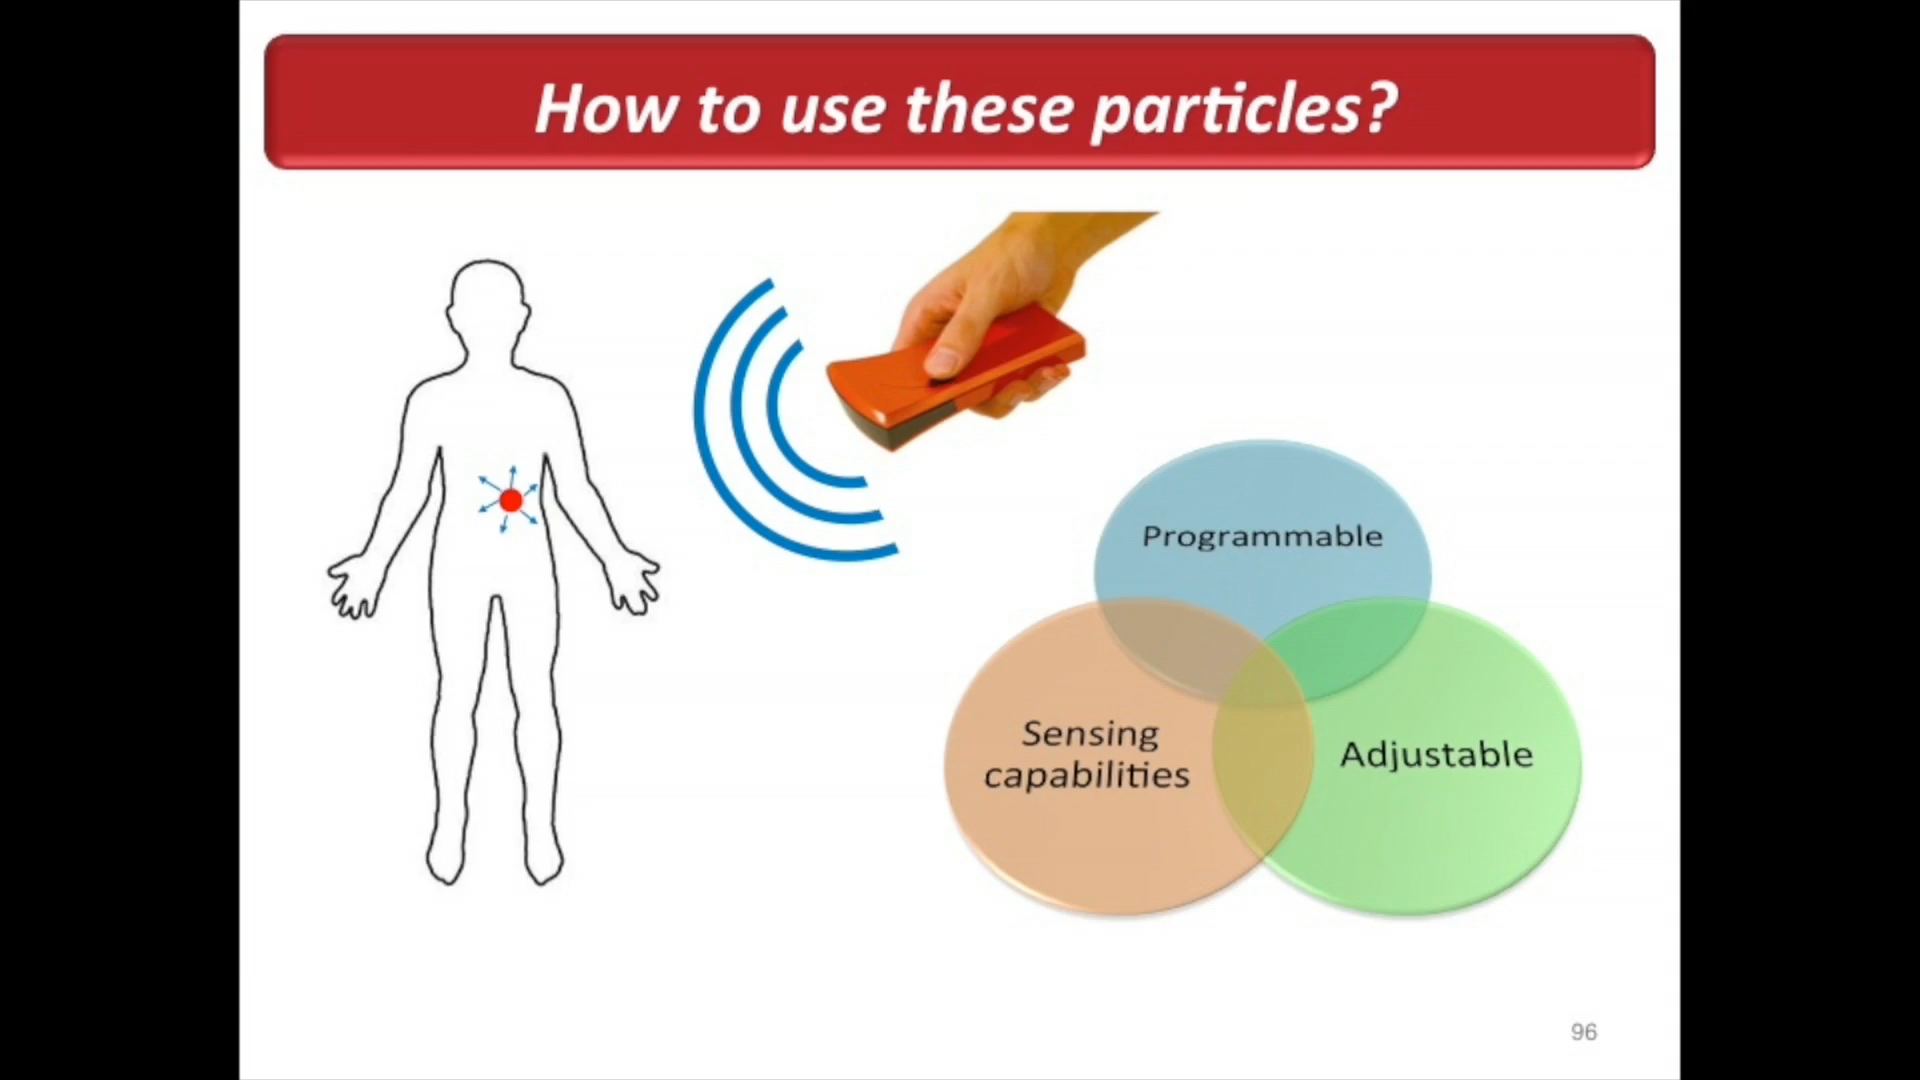 How to use these particles?
Programmable
Sensing
capabilities
Adjustable
96